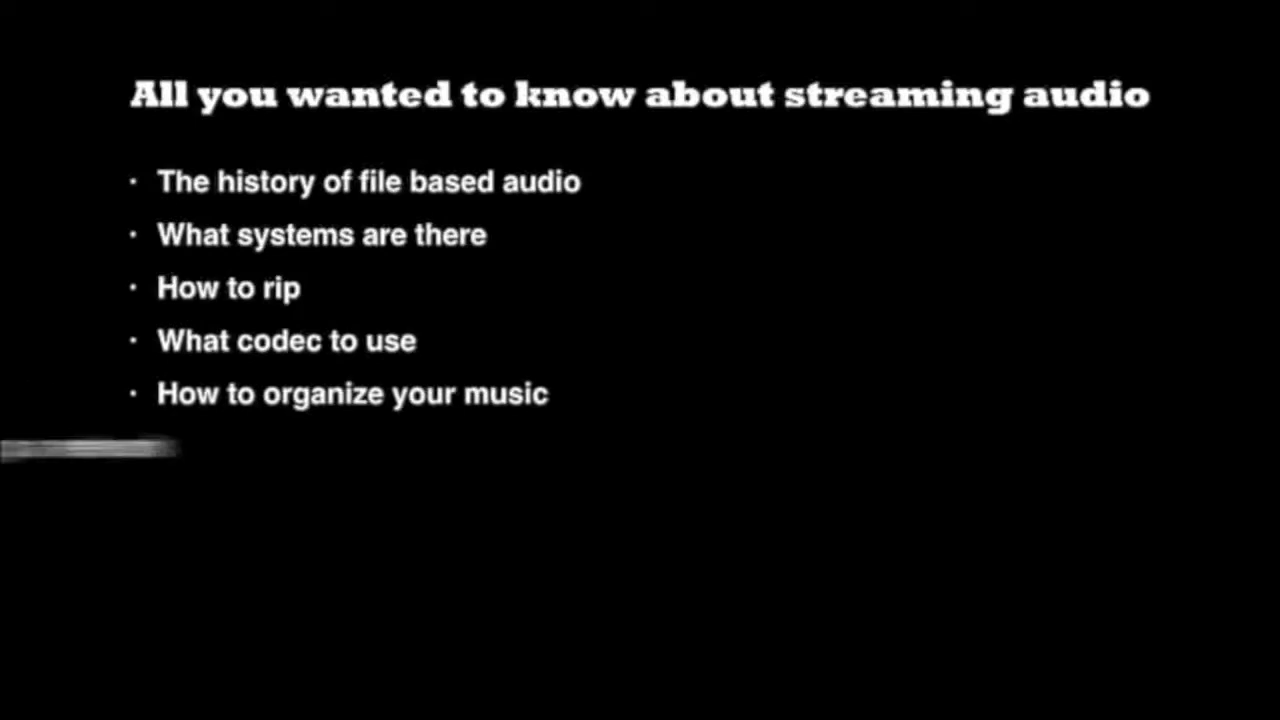 All you wanted to know about streaming audio
· The history of file based audio
· What systems are there
· How to rip
· What codec to use
· How to organize your music